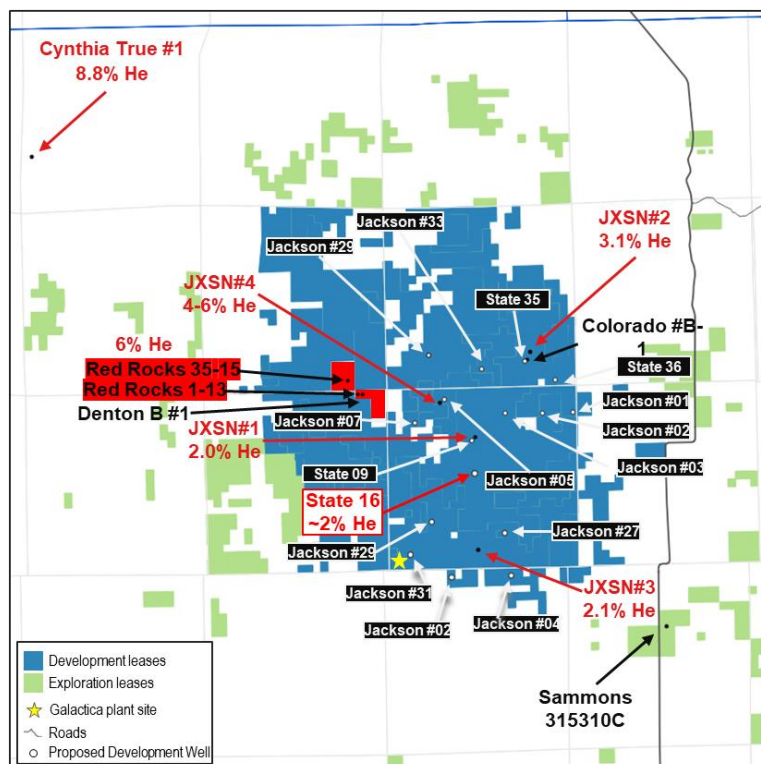 Cynthia True #1
8.8% He
Jackson #33
Jackson #29
JXSN#2
3.1% He
JXSN#4
4-6% He
State 35
Colorado #B-
1
6% He
Red Rocks 35-15
Red Rocks 1-13
Denton B #1
State 36
Jackson #01
Jackson #07
JXSN#1
2.0% He
Jackson #02
Jackson #03
State 09
Jackson #05
State 16
~2% He
Jackson #29
Jackson #27
Jackson #31
JXSN#3
2.1% He
Jackson #02
Jackson #04
Sammons
315310C
Development leases
Exploration leases
Galactica plant site
Roads
Proposed Development Well